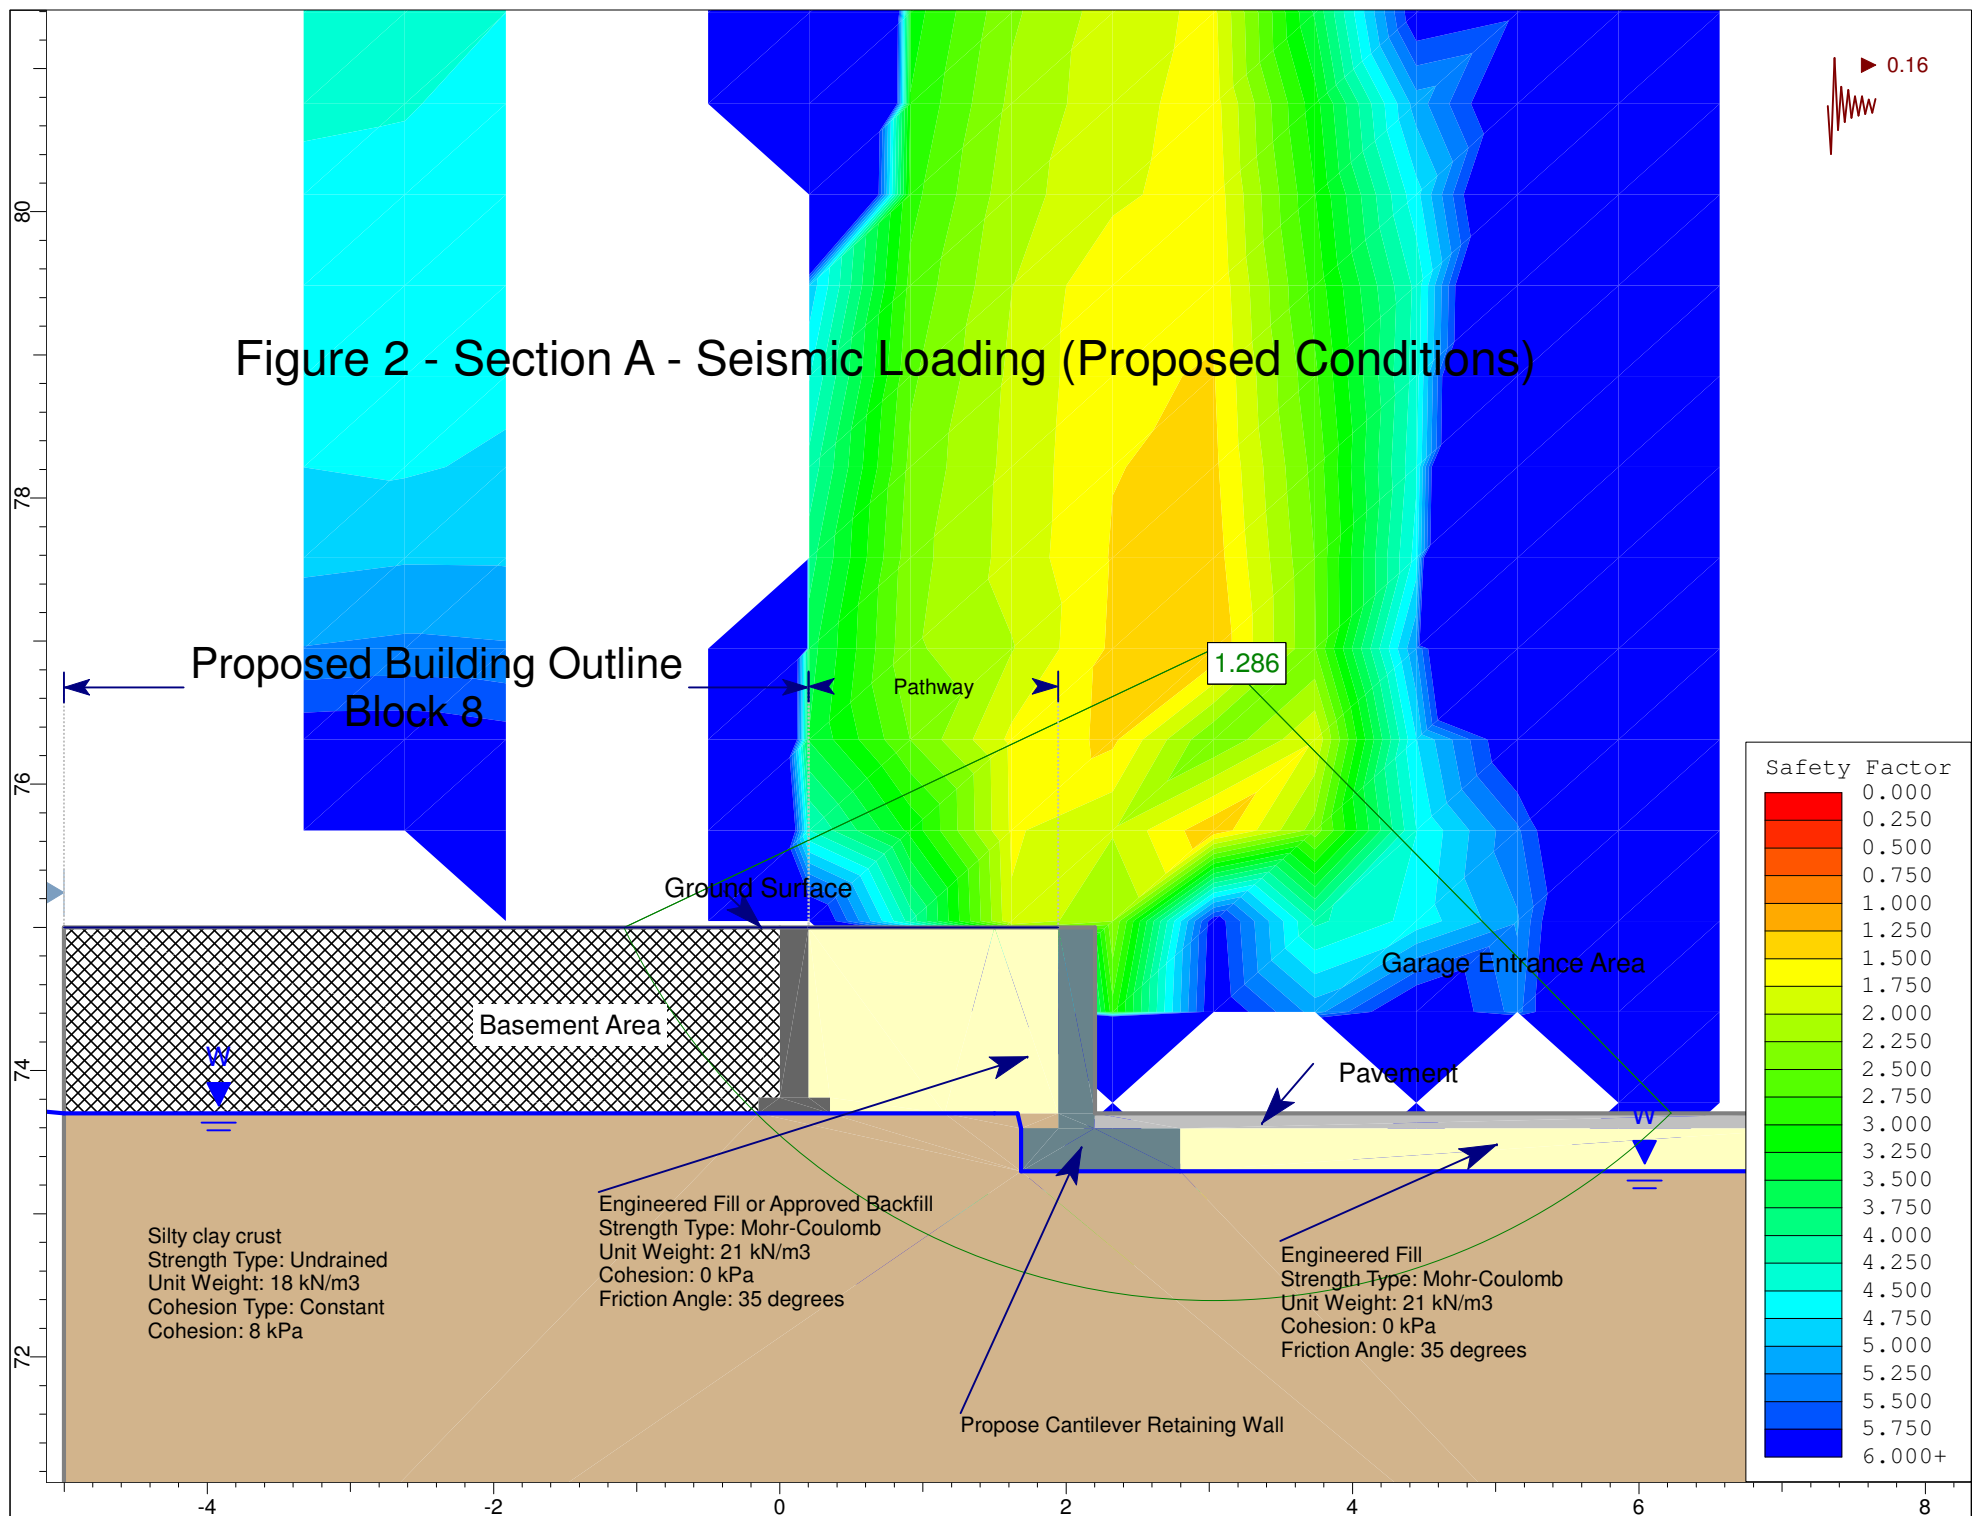 0.16
80
78
76
74
72
Figure 2 - Section A - Seismic Loading (Proposed Conditions)
Proposed Building Outline
Block 8
Pathway
1.286
Ground Surface
Garage Entrance Area
Basement Area
Pavement
W
W
Engineered Fill or Approved Backfill
Strength Type: Mohr-Coulomb
Unit Weight: 21 kN/m3
Cohesion: 0 kPa
Friction Angle: 35 degrees
Silty clay crust
Strength Type: Undrained
Unit Weight: 18 kN/m3
Cohesion Type: Constant
Cohesion: 8 kPa
Engineered Fill
Strength Type: Mohr-Coulomb
Unit Weight: 21 kN/m3
Cohesion: 0 kPa
Friction Angle: 35 degrees
Propose Cantilever Retaining Wall
Safety Factor
0.000
0.250
0.500
0.750
1.000
1.250
1.500
1.750
2.000
2.250
2.500
2.750
3.000
3.250
3.500
3.750
4.000
4.250
4.500
4.750
5.000
5.250
5.500
5.750
6.000+
-4
-2
0
2
4
6
8